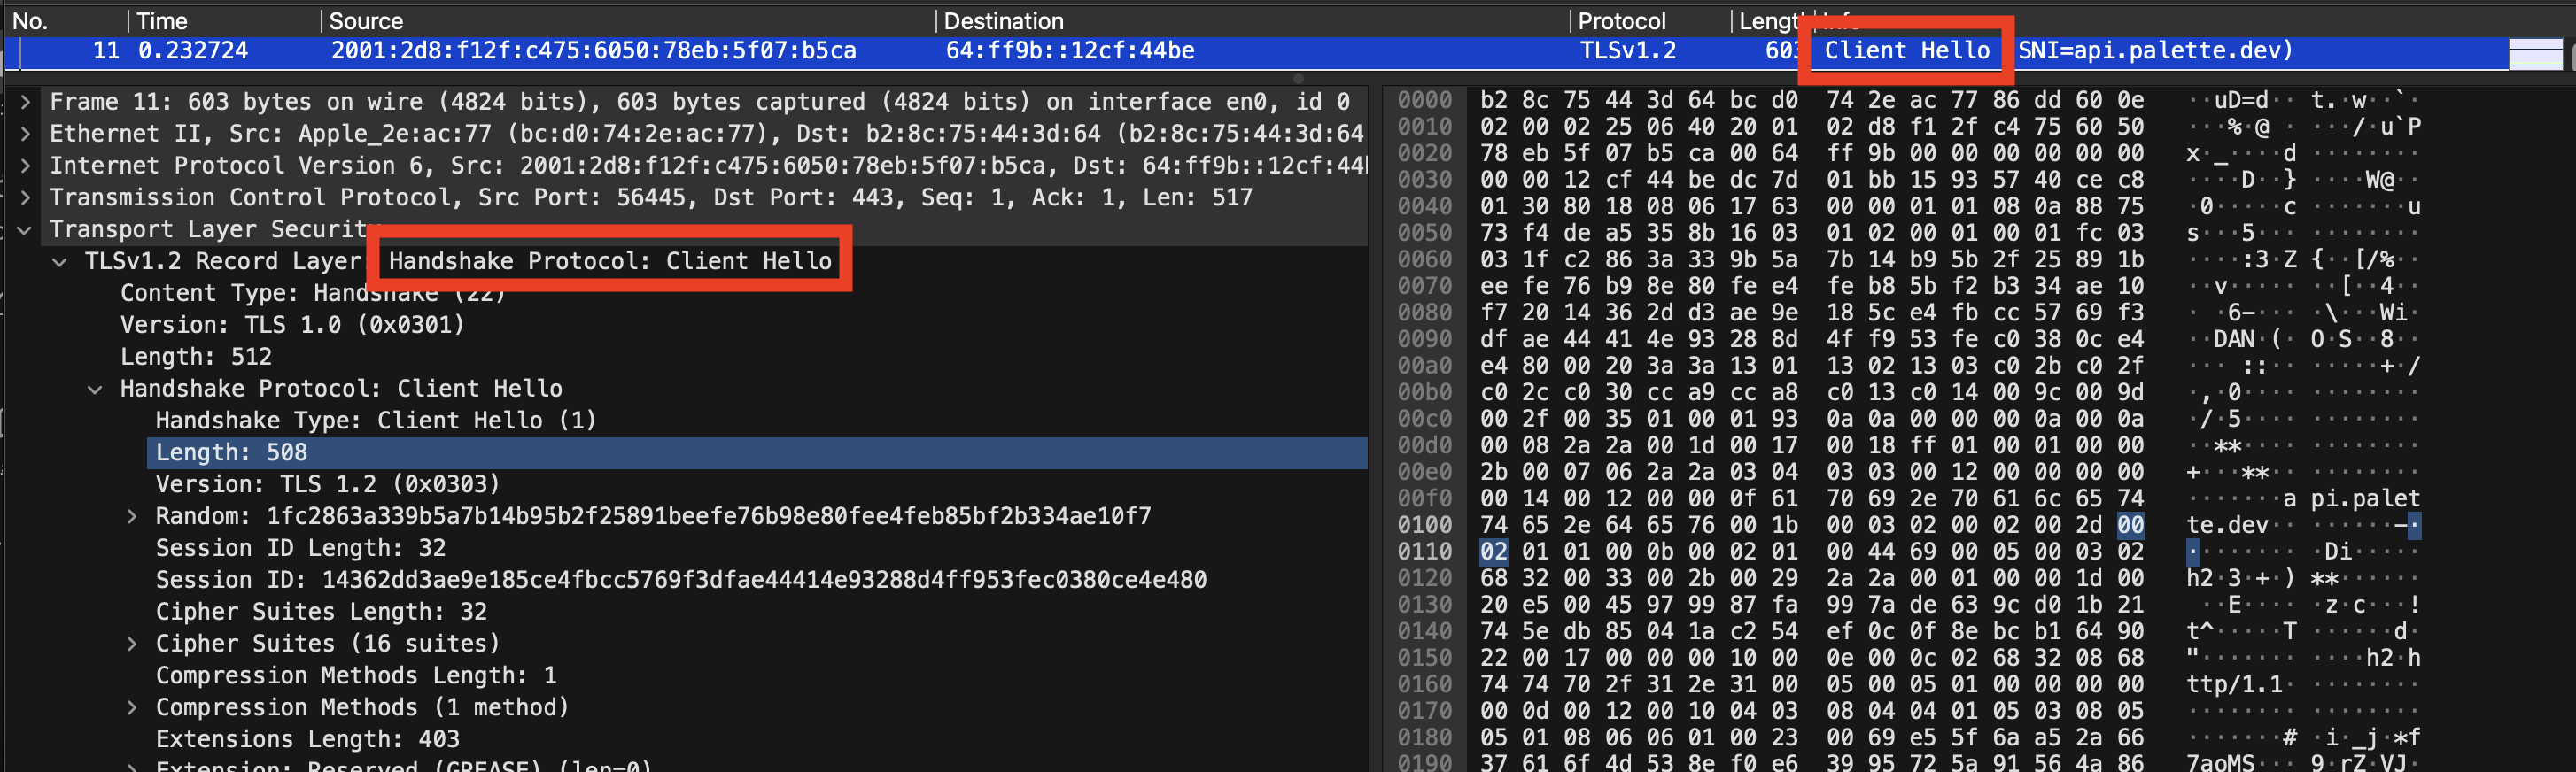 No. Time Source Destination Protocol
11 0.232724 2001:2d8:f12f:c475:6050:78eb:5f07:b5ca 64:ff9b::12cf:44be TLSv1.2 603 Client Hello SNI=api.palette.dev)
Frame 11: 603 bytes on wire (4824 bits), 603 bytes captured (4824 bits) on interface en0, id 0
Ethernet II, Src: Apple_2e:ac:77 (bc:d0:74:2e:ac:77), Dst: b2:8c:75:44:3d:64 (b2:8c:75:44:3d:64
Internet Protocol Version 6, Src: 2001:2d8:f12f:c475:6050:78eb:5f07:b5ca, Dst: 64:ff9b::12cf:44
Transmission Control Protocol, Src Port: 56445, Dst Port: 443, Seq: 1, Ack: 1, Len: 517
Transport Layer Security
TLSv1.2 Record Layer Handshake Protocol: Client Hello
Content Type: Handshake (22)
Version: TLS 1.0 (0x0301)
Length: 512
Handshake Protocol: Client Hello
Handshake Type: Client Hello (1)
Length: 508
Version: TLS 1.2 (0x0303)
Random: 1fc2863a339b5a7b14b95b2f25891beefe76b98e80fee4feb85bf2b334ae10f7
Session ID Length: 32
Session ID: 14362dd3ae9e185ce4fbcc5769f3dfae44414e93288d4ff953fec0380ce4e480
Cipher Suites Length: 32
Cipher Suites (16 suites)
Compression Methods Length: 1
Compression Methods (1 method)
Extensions Length: 403
Extension: Reserved (GREASE) (len=0)
0000 b2 8c 75 44 3d 64 bc d0 74 2e ac 77 86 dd 60 0e ··uD=d·· t.·w··`·
0010 02 00 02 25 06 40 20 01 02 d8 f1 2f c4 75 60 50 ···%·@ · ···/·u`P
0020 78 eb 5f 07 b5 ca 00 64 ff 9b 00 00 00 00 00 00 x·_····d ········
0030 00 00 12 cf 44 be dc 7d 01 bb 15 93 57 40 ce c8 ····D··} ····W@··
0040 01 30 80 18 08 06 17 63 00 00 01 01 08 0a 88 75 ·0·····c ·······u
0050 73 f4 de a5 35 8b 16 03 01 02 00 01 00 01 fc 03 s···5··· ········
0060 03 1f c2 86 3a 33 9b 5a 7b 14 b9 5b 2f 25 89 1b ····:3·Z {··[/%··
0070 ee fe 76 b9 8e 80 fe e4 fe b8 5b f2 b3 34 ae 10 ··v····· ··[··4··
0080 f7 20 14 36 2d d3 ae 9e 18 5c e4 fb cc 57 69 f3 · ·6-··· ·\···Wi·
0090 df ae 44 41 4e 93 28 8d 4f f9 53 fe c0 38 0c e4 ··DAN·(· O·S··8··
00a0 e4 80 00 20 3a 3a 13 01 13 02 13 03 c0 2b c0 2f ··· ::·· ·····+·/
00b0 c0 2c c0 30 cc a9 cc a8 c0 13 c0 14 00 9c 00 9d ·,·0···· ········
00c0 00 2f 00 35 01 00 01 93 0a 0a 00 00 00 0a 00 0a ·/·5···· ········
00d0 00 08 2a 2a 00 1d 00 17 00 18 ff 01 00 01 00 00 ··**···· ········
00e0 2b 00 07 06 2a 2a 03 04 03 03 00 12 00 00 00 00 +···**·· ········
00f0 00 14 00 12 00 00 0f 61 70 69 2e 70 61 6c 65 74 ·······a pi.palet
0100 74 65 2e 64 65 76 00 1b 00 03 02 00 02 00 2d 00 te.dev·· ······-·
0110 02 01 01 00 0b 00 02 01 00 44 69 00 05 00 03 02 ········ ·Di·····
0120 68 32 00 33 00 2b 00 29 2a 2a 00 01 00 00 1d 00 h2·3·+·) **······
0130 20 e5 00 45 97 99 87 fa 99 7a de 63 9c d0 1b 21 ··E···· ·z·c···!
0140 74 5e db 85 04 1a c2 54 ef 0c 0f 8e bc b1 64 90 t^·····T ······d·
0150 22 00 17 00 00 00 10 00 0e 00 0c 02 68 32 08 68 "······· ····h2·h
0160 74 74 70 2f 31 2e 31 00 05 00 05 01 00 00 00 00 ttp/1.1· ········
0170 00 0d 00 12 00 10 04 03 08 04 04 01 05 03 08 05 ········ ········
0180 05 01 08 06 06 01 00 23 00 69 e5 5f 6a a5 2a 66 ·······# ·i·_j·*f
0190 37 61 6f 4d 53 8e f0 e6 39 95 72 5a 91 56 4a 86 7aoMS··· 9·rZ·VJ·